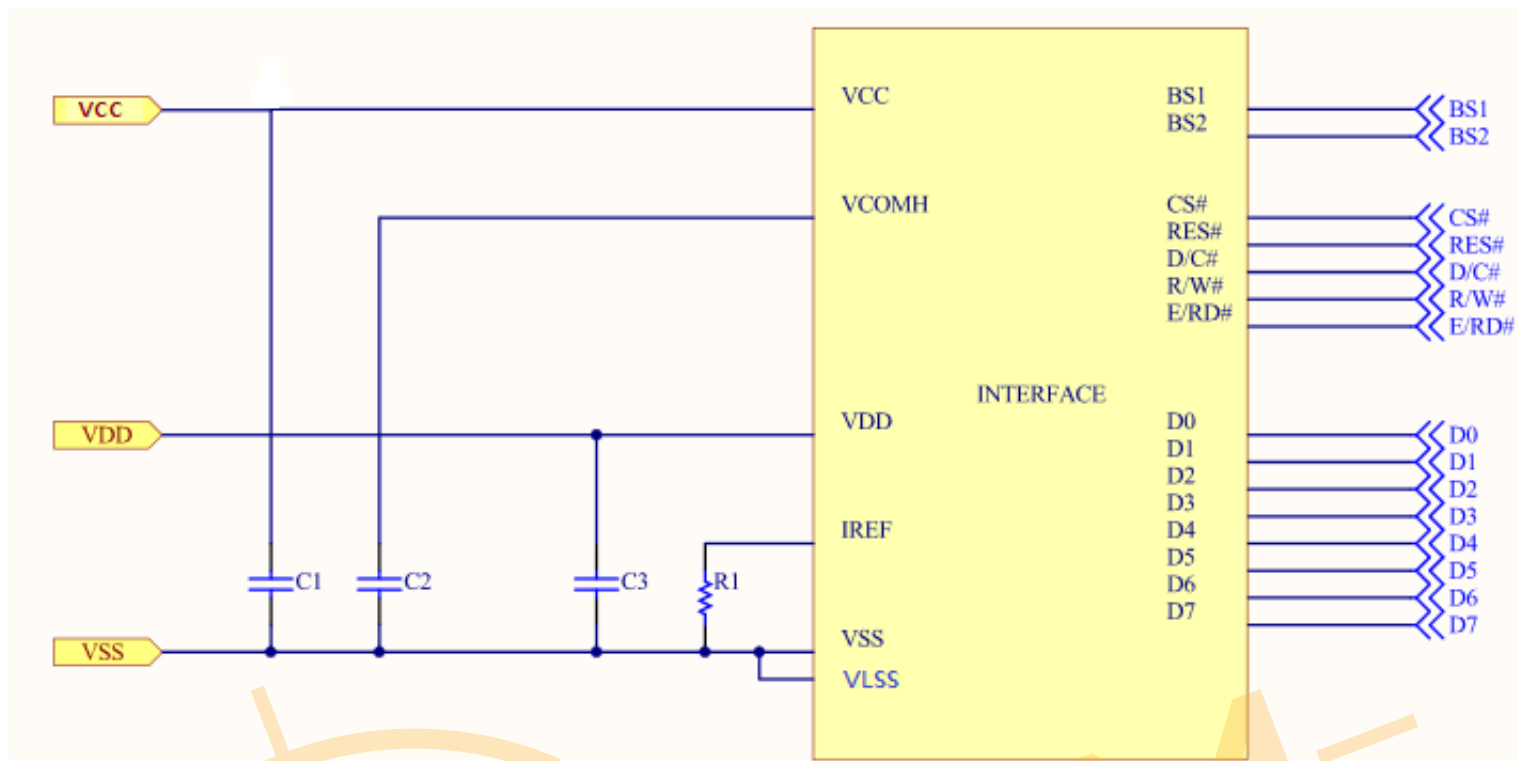 VCC
VCC
BS1
BS1
BS2
BS2
VCOMH
CS#
CS#
RES#
RES#
D/C#
D/C#
R/W#
R/W#
E/RD#
E/RD#
INTERFACE
VDD
VDD
D0
D0
D1
D1
D2
D2
D3
D3
IREF
D4
D4
D5
D5
C1
C2
C3
R1
D6
D6
D7
D7
VSS
VSS
VLSS